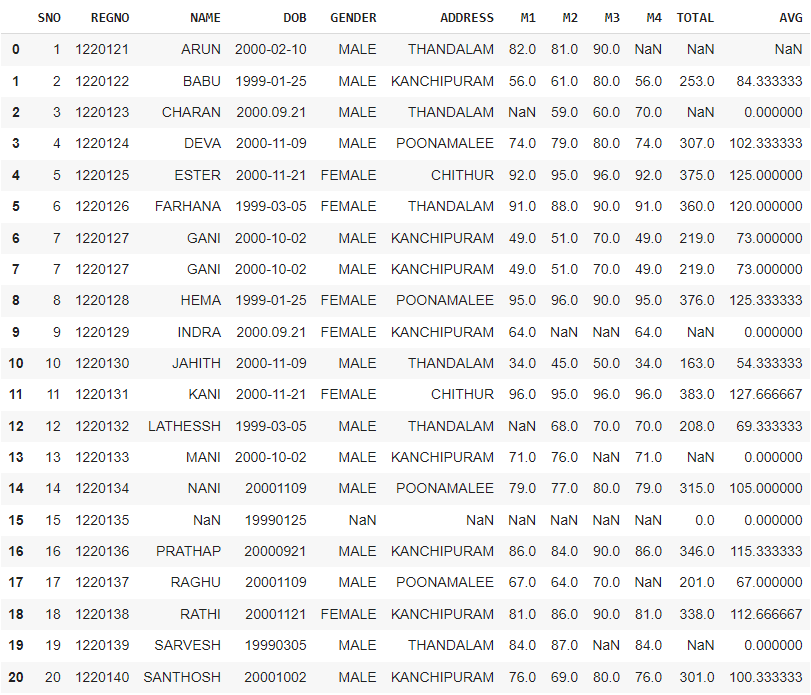 SNO REGNO NAME DOB GENDER ADDRESS M1 M2 M3 M4 TOTAL AVG
0 1 1220121 ARUN 2000-02-10 MALE THANDALAM 82.0 81.0 90.0 NaN NaN NaN
1 2 1220122 BABU 1999-01-25 MALE KANCHIPURAM 56.0 61.0 80.0 56.0 253.0 84.333333
2 3 1220123 CHARAN 2000.09.21 MALE THANDALAM NaN 59.0 60.0 70.0 NaN 0.000000
3 4 1220124 DEVA 2000-11-09 MALE POONAMALEE 74.0 79.0 80.0 74.0 307.0 102.333333
4 5 1220125 ESTER 2000-11-21 FEMALE CHITHUR 92.0 95.0 96.0 92.0 375.0 125.000000
5 6 1220126 FARHANA 1999-03-05 FEMALE THANDALAM 91.0 88.0 90.0 91.0 360.0 120.000000
6 7 1220127 GANI 2000-10-02 MALE KANCHIPURAM 49.0 51.0 70.0 49.0 219.0 73.000000
7 7 1220127 GANI 2000-10-02 MALE KANCHIPURAM 49.0 51.0 70.0 49.0 219.0 73.000000
8 8 1220128 HEMA 1999-01-25 FEMALE POONAMALEE 95.0 96.0 90.0 95.0 376.0 125.333333
9 9 1220129 INDRA 2000.09.21 FEMALE KANCHIPURAM 64.0 NaN NaN 64.0 NaN 0.000000
10 10 1220130 JAHITH 2000-11-09 MALE THANDALAM 34.0 45.0 50.0 34.0 163.0 54.333333
11 11 1220131 KANI 2000-11-21 FEMALE CHITHUR 96.0 95.0 96.0 96.0 383.0 127.666667
12 12 1220132 LATHESSH 1999-03-05 MALE THANDALAM NaN 68.0 70.0 70.0 208.0 69.333333
13 13 1220133 MANI 2000-10-02 MALE KANCHIPURAM 71.0 76.0 NaN 71.0 NaN 0.000000
14 14 1220134 NANI 20001109 MALE POONAMALEE 79.0 77.0 80.0 79.0 315.0 105.000000
15 15 1220135 NaN 19990125 NaN NaN NaN NaN NaN NaN 0.0 0.000000
16 16 1220136 PRATHAP 20000921 MALE KANCHIPURAM 86.0 84.0 90.0 86.0 346.0 115.333333
17 17 1220137 RAGHU 20001109 MALE POONAMALEE 67.0 64.0 70.0 NaN 201.0 67.000000
18 18 1220138 RATHI 20001121 FEMALE KANCHIPURAM 81.0 86.0 90.0 81.0 338.0 112.666667
19 19 1220139 SARVESH 19990305 MALE THANDALAM 84.0 87.0 NaN 84.0 NaN 0.000000
20 20 1220140 SANTHOSH 20001002 MALE KANCHIPURAM 76.0 69.0 80.0 76.0 301.0 100.333333